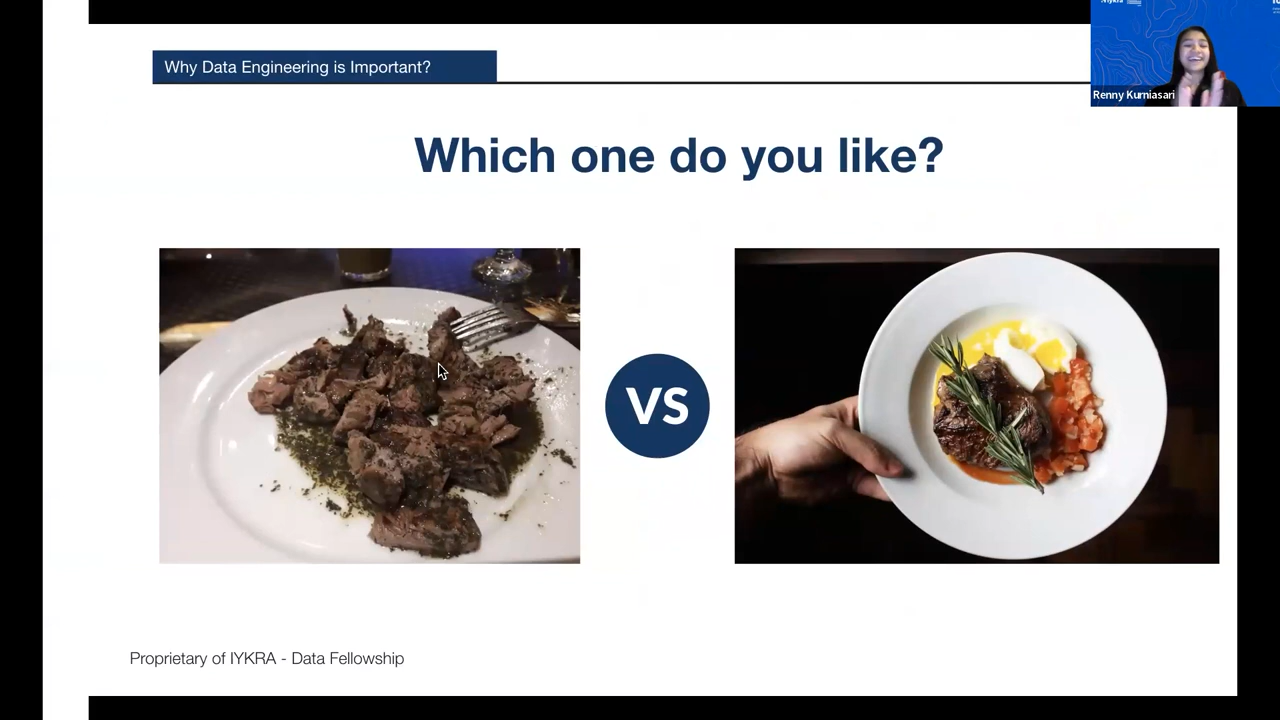 Why Data Engineering is Important?
Renny Kurniasari
Which one do you like?
VS
Proprietary of IYKRA - Data Fellowship